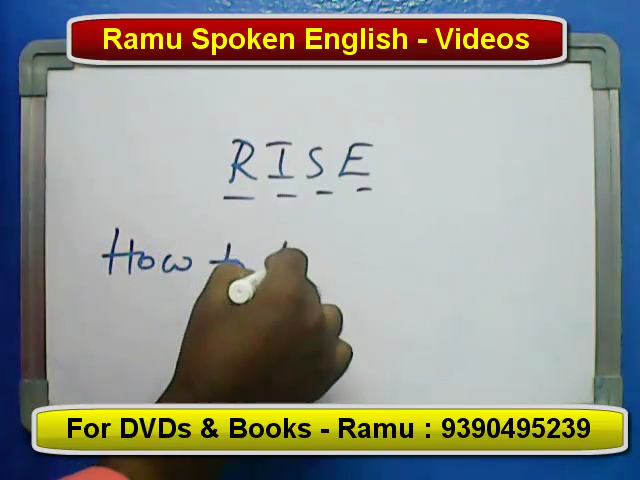 Ramu Spoken English - Videos
RISE
How
For DVDs & Books - Ramu : 9390495239